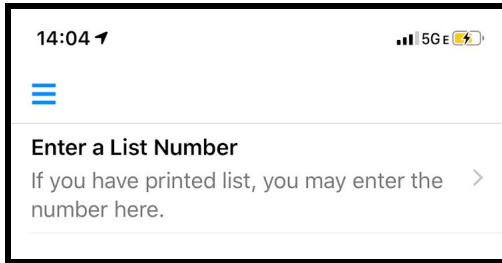 14:04
5G E
Enter a List Number
If you have printed list, you may enter the
number here.